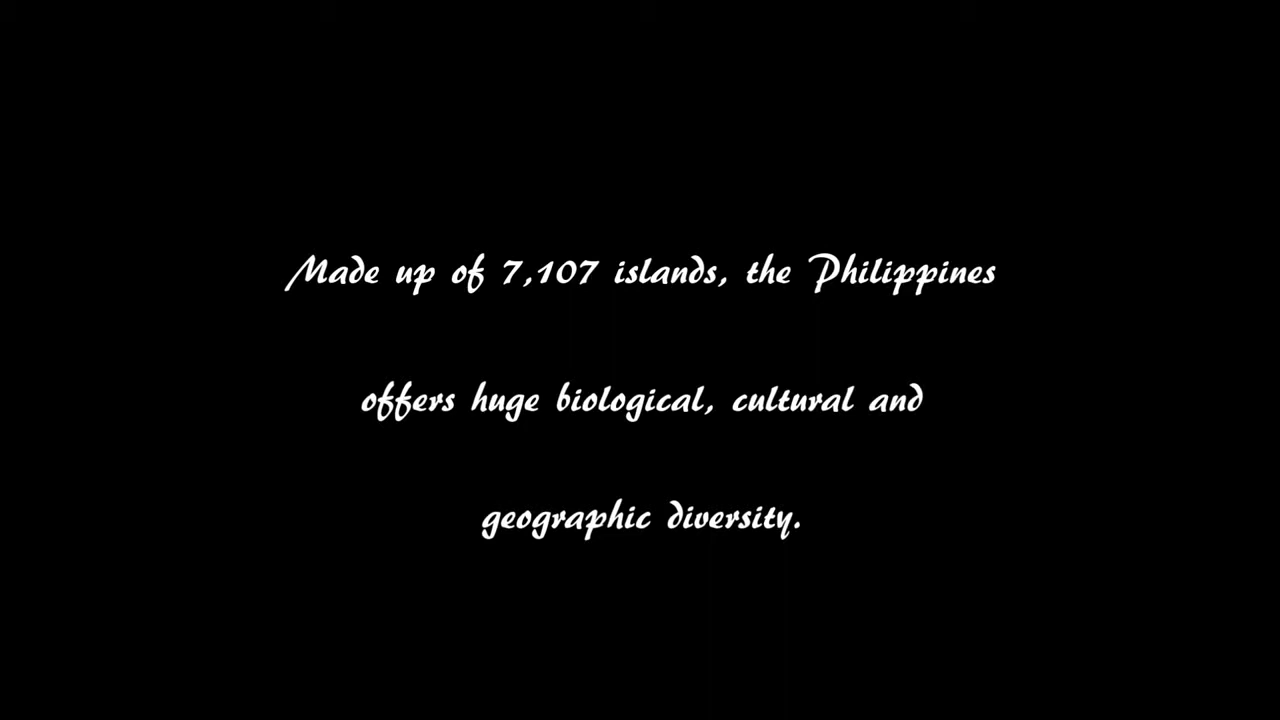 Made up of 7,107 islands, the Philippines
offers huge biological, cultural and
geographic diversity.